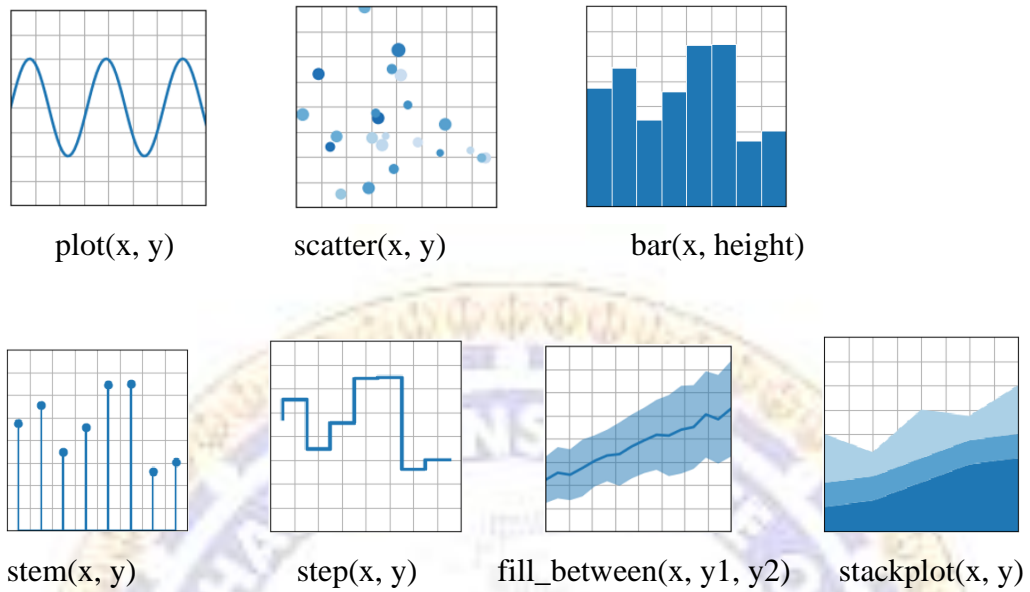 plot(x, y) scatter(x, y) bar(x, height)
stem(x, y) step(x, y) fill_between(x, y1, y2) stackplot(x, y)